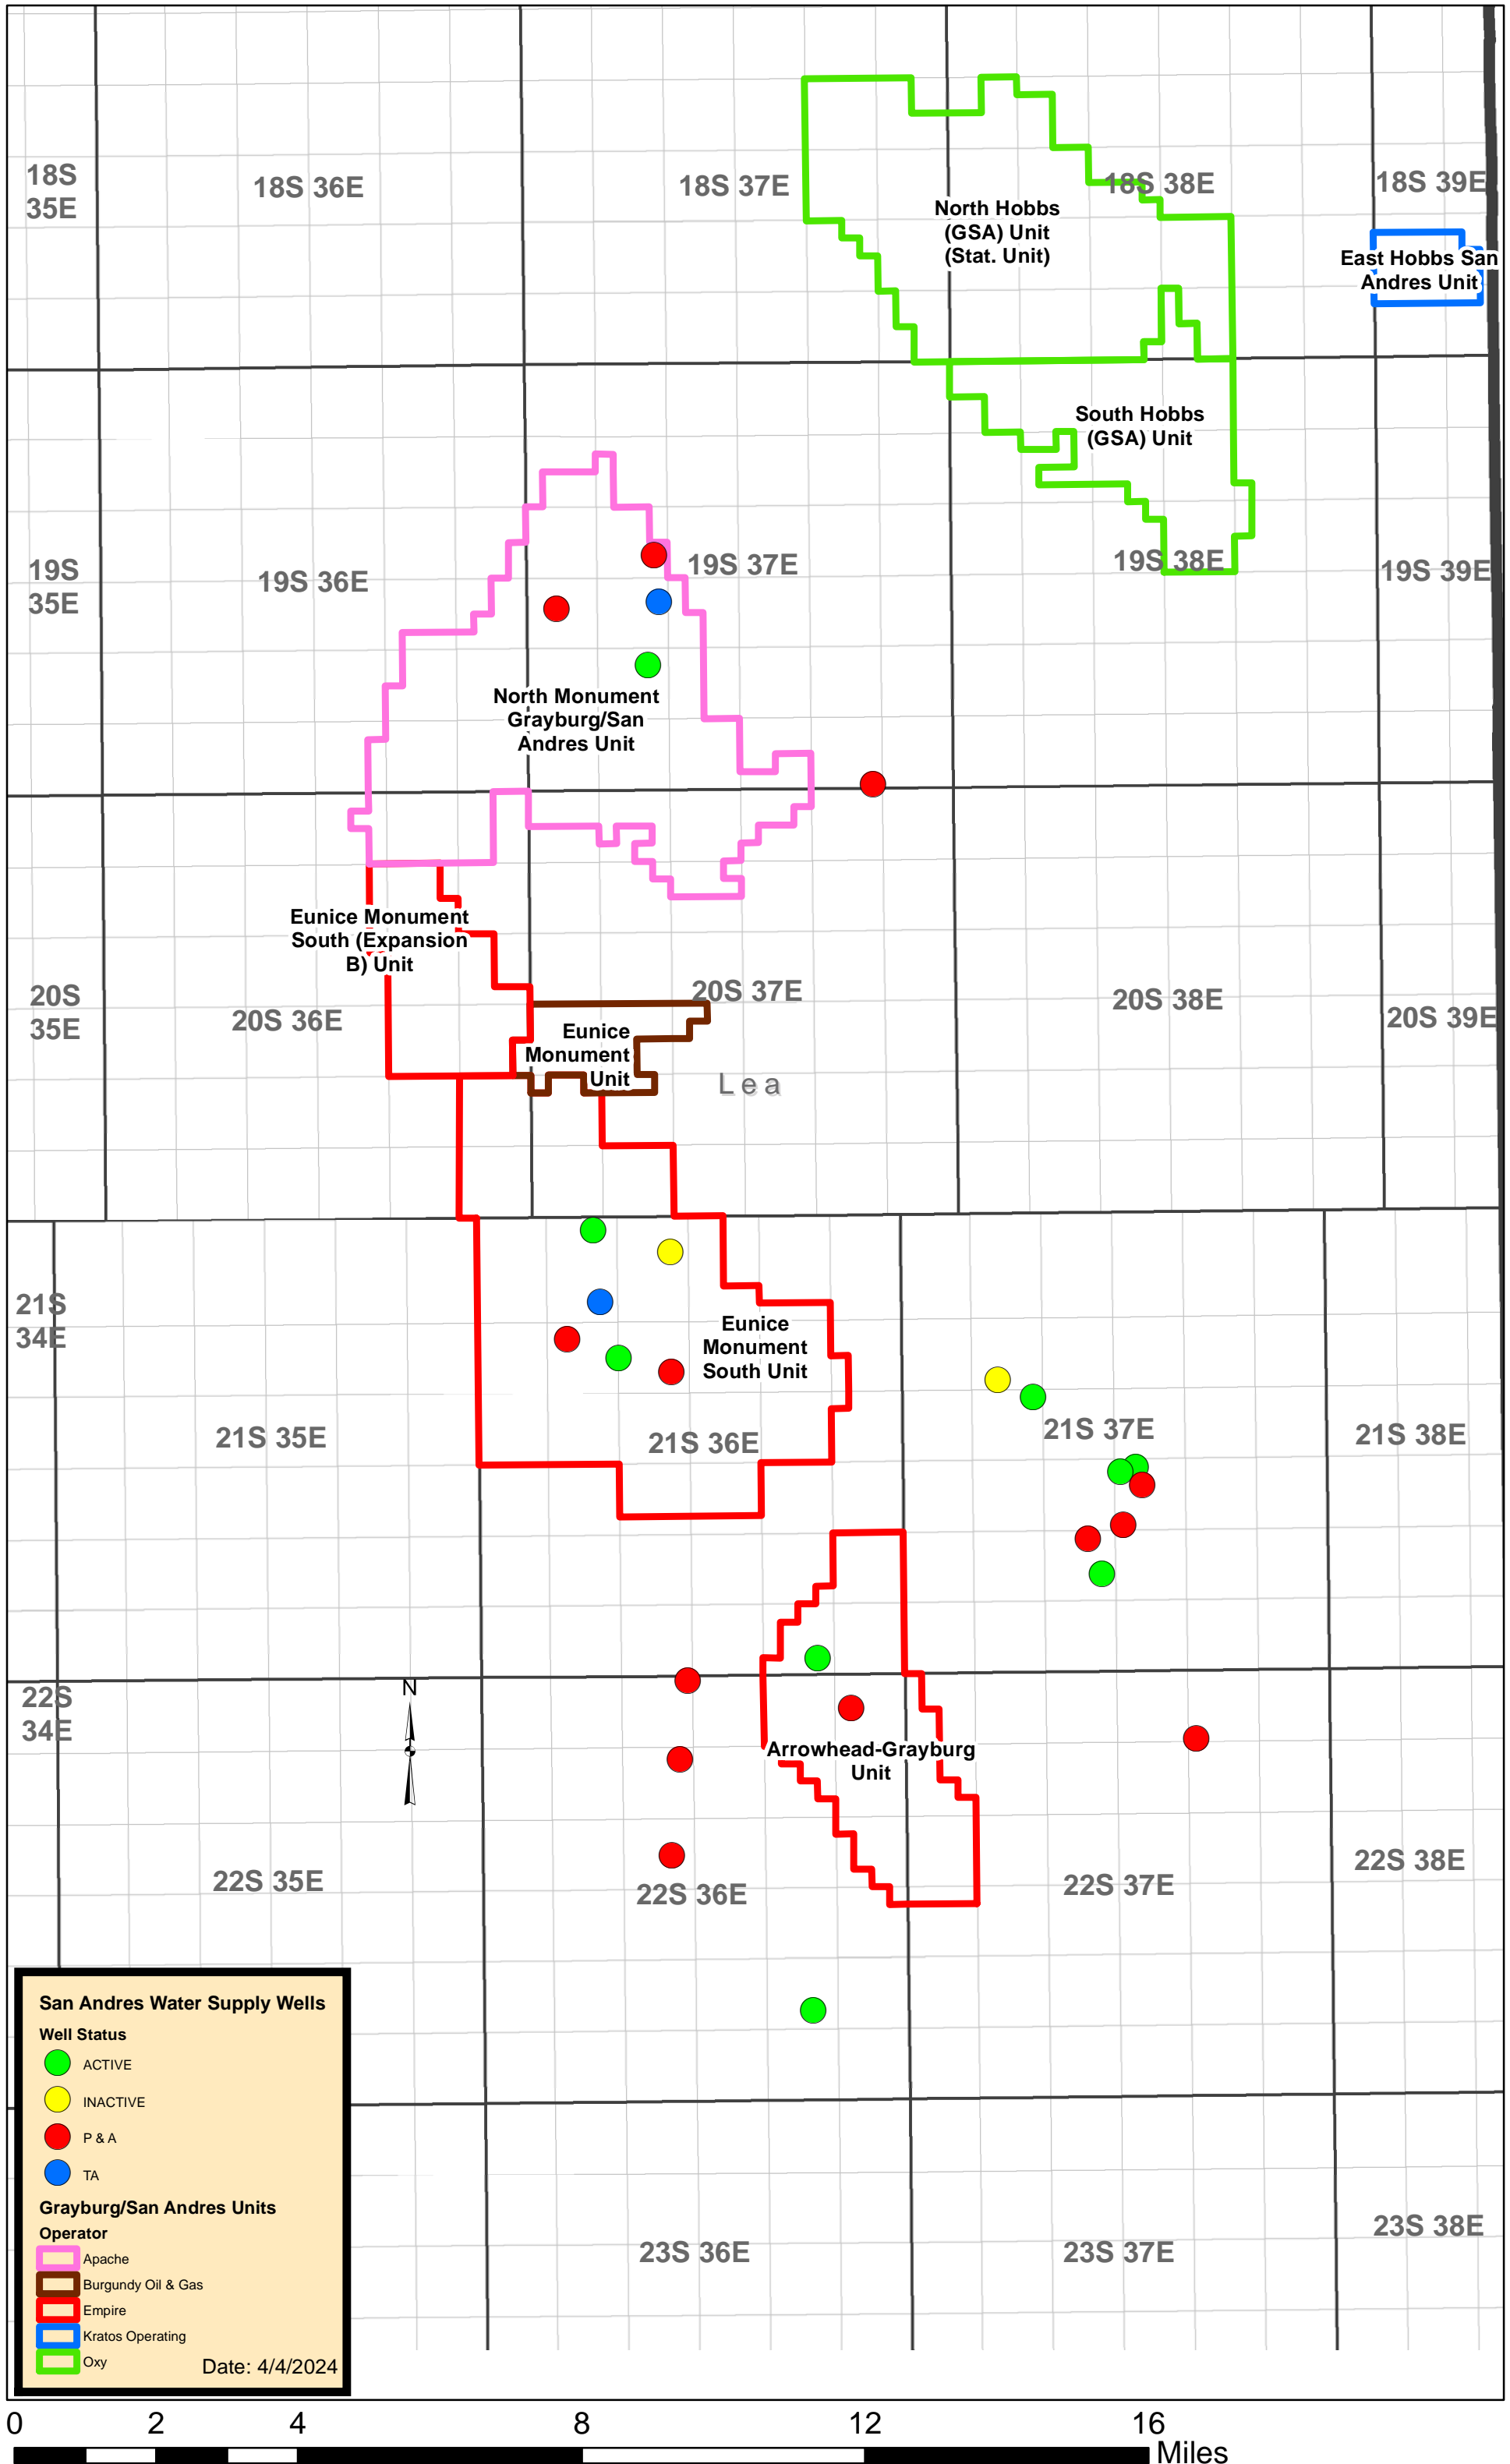 18S
35E
18S 36E
18S 37E
18S 38E
18S 39E
North Hobbs
(GSA) Unit
(Stat. Unit)
East Hobbs San
Andres Unit
South Hobbs
(GSA) Unit
19S
35E
19S 36E
19S 37E
19S 38E
19S 39E
North Monument
Grayburg/San
Andres Unit
Eunice Monument
South (Expansion
B) Unit
20S
35E
20S 36E
20S 37E
20S 38E
20S 39E
Eunice
Monument
Unit
Lea
21S
34E
Eunice
Monument
South Unit
21S 35E
21S 36E
21S 37E
21S 38E
22S
34E
N
Arrowhead-Grayburg
Unit
22S 35E
22S 36E
22S 37E
22S 38E
San Andres Water Supply Wells
Well Status
ACTIVE
INACTIVE
P & A
TA
Grayburg/San Andres Units
Operator
Apache
Burgundy Oil & Gas
Empire
Kratos Operating
Oxy
Date: 4/4/2024
23S 36E
23S 37E
23S 38E
0 2 4 8 12 16
Miles